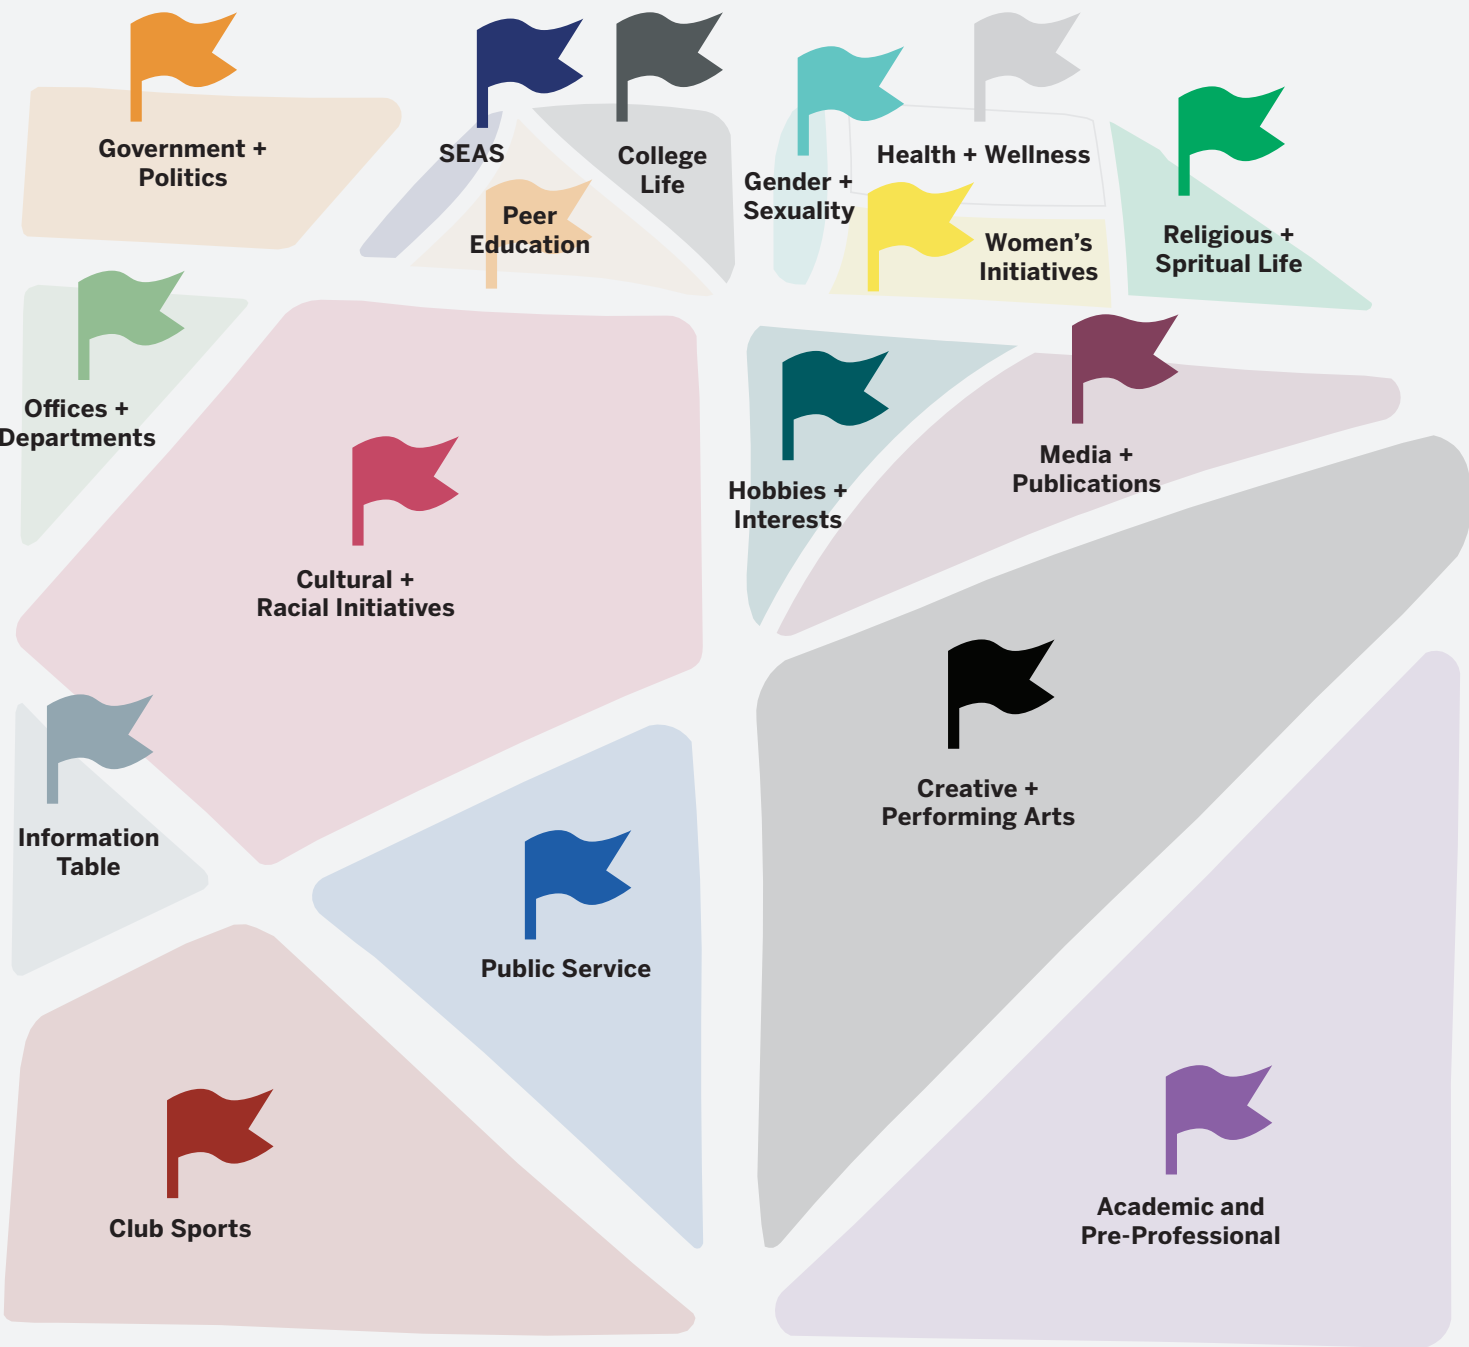 Government +
Politics
SEAS
College
Life
Peer
Education
Gender +
Sexuality
Health + Wellness
Women's
Initiatives
Religious +
Spritual Life
Offices +
Departments
Cultural +
Racial Initiatives
Hobbies +
Interests
Media +
Publications
Information
Table
Creative +
Performing Arts
Public Service
Club Sports
Academic and
Pre-Professional